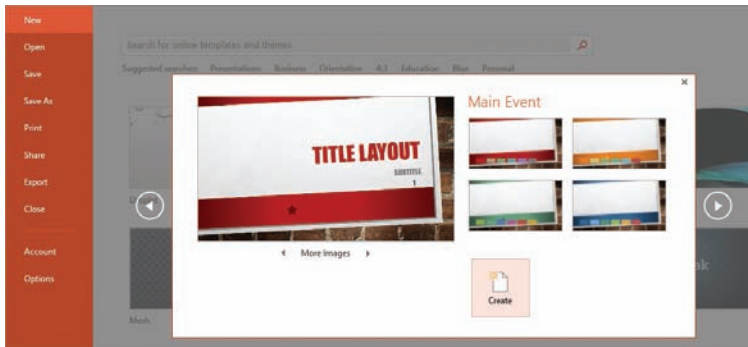 New
Open
Save
Save As
Print
Share
Export
Close
Account
Options
Search for online templates and themes
Suggested searches: Presentations Business Orientation 4:3 Education Blue Personal
Main Event
TITLE LAYOUT
SUBTITLE
1
More Images
Create
Mesh